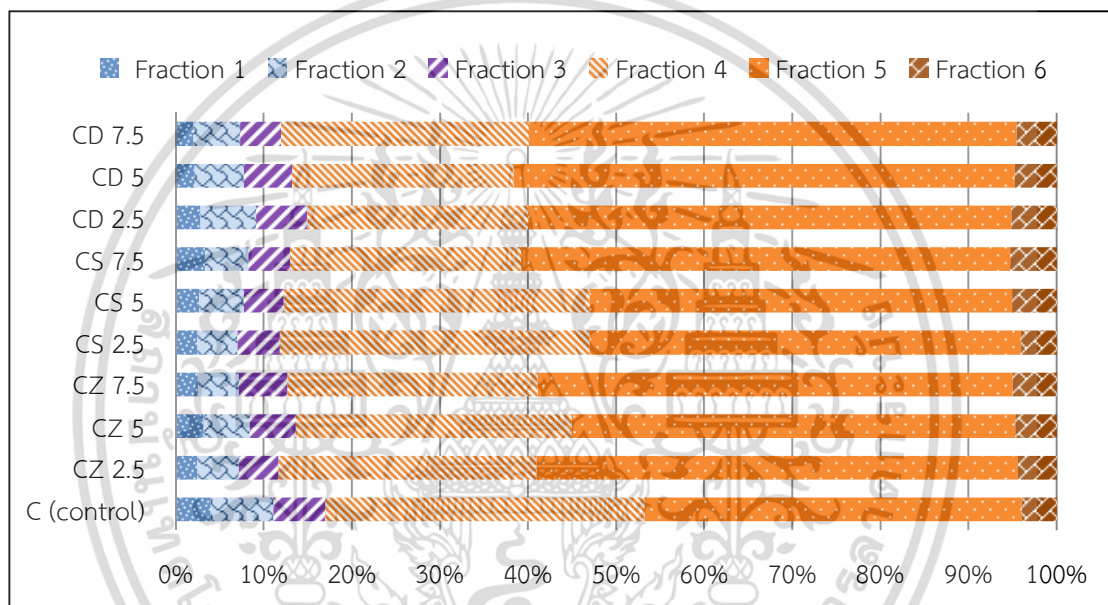 Fraction 1 Fraction 2 Fraction 3 Fraction 4 Fraction 5 Fraction 6
CD 7.5
CD 5
CD 2.5
CS 7.5
CS 5
CS 2.5
CZ 7.5
CZ 5
CZ 2.5
C (control)
0% 10% 20% 30% 40% 50% 60% 70% 80% 90% 100%